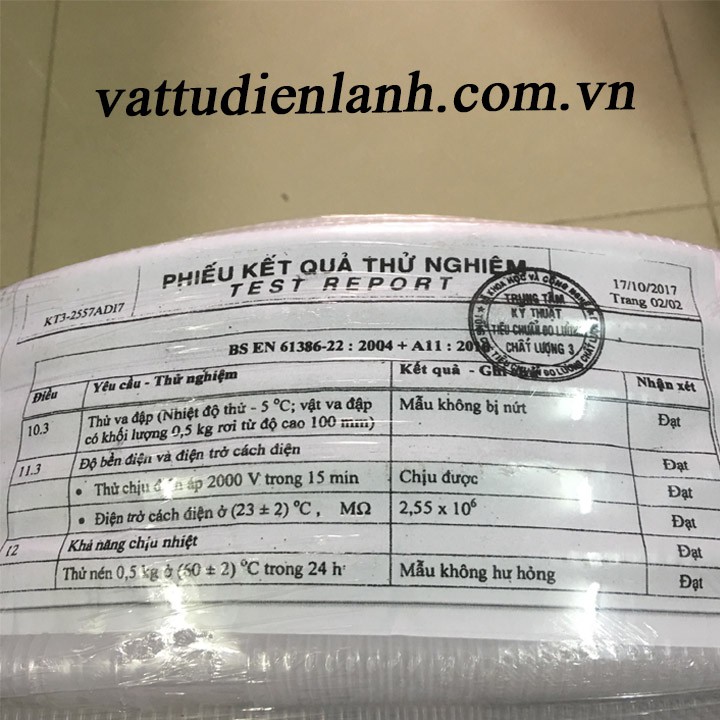 vattudienlanh.com.vn
PHIẾU KẾT QUẢ THỬ NGHIỆM
TEST REPORT
KT3-2557AD17
17/10/2017
Trang 02/02
TRUNG TÂM
KỸ THUẬT
TIÊU CHUẨN ĐO LƯỜNG
CHẤT LƯỢNG 3
BS EN 61386-22 : 2004 + A11 :
Điều Yêu cầu - Thử nghiệm Kết quả - Nhận xét
10.3 Thử va đập (Nhiệt độ thử - 5 °C; vật va đập có khối lượng 0,5 kg rơi từ độ cao 100 mm) Mẫu không bị nứt Đạt
11.3 Độ bền điện và điện trở cách điện Đạt
• Thử chịu điện áp 2000 V trong 15 min Chịu được Đạt
• Điện trở cách điện ở (23 ± 2) °C , MΩ 2,55 x 10⁶ Đạt
12 Khả năng chịu nhiệt Đạt
Thử nén 0,5 kg ở (60 ± 2) °C trong 24 h Mẫu không hư hỏng Đạt